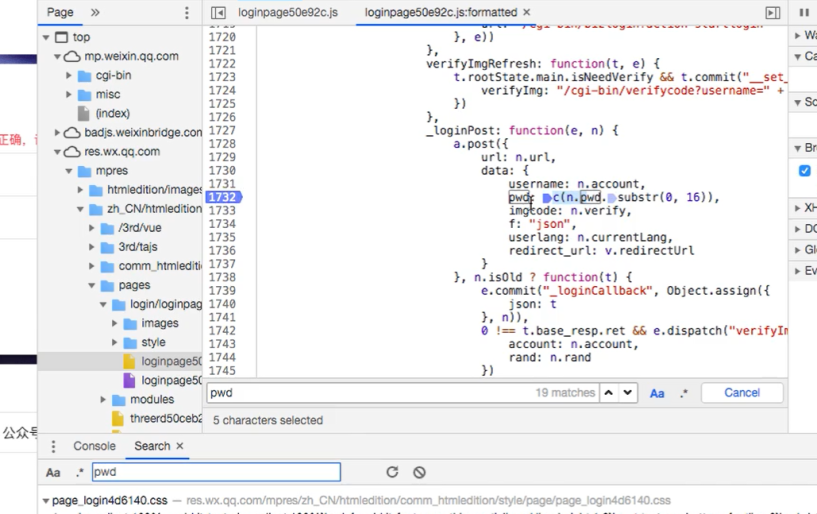 Page »
loginpage50e92c.js loginpage50e92c.js:formatted ×
top
mp.weixin.qq.com
cgi-bin
misc
(index)
badjs.weixinbridge.com
res.wx.qq.com
mpres
htmledition/images
zh_CN/htmledition
/3rd/vue
3rd/tajs
comm_htmledition
pages
login/loginpag
images
style
loginpage50
loginpage50
modules
threerd50ceb2
正确,
公众号
1720 }, e))
1721 },
1722 verifyImgRefresh: function(t, e) {
1723 t.rootState.main.isNeedVerify && t.commit("__set_
1724 verifyImg: "/cgi-bin/verifycode?username=" +
1725 })
1726 },
1727 _loginPost: function(e, n) {
1728 a.post({
1729 url: n.url,
1730 data: {
1731 username: n.account,
1732 pwd: c(n.pwd.substr(0, 16)),
1733 imgcode: n.verify,
1734 f: "json",
1735 userlang: n.currentLang,
1736 redirect_url: v.redirectUrl
1737 }
1738 }, n.isOld ? function(t) {
1739 e.commit("_loginCallback", Object.assign({
1740 json: t
1741 }, n)),
1742 0 !== t.base_resp.ret && e.dispatch("verifyIm
1743 account: n.account,
1744 rand: n.rand
1745 })
Wa
Ca
Sc
Br
XH
DO
Glo
Ev
pwd 19 matches Aa .* Cancel
5 characters selected
Console Search ×
Aa .* pwd
page_login4d6140.css — res.wx.qq.com/mpres/zh_CN/htmledition/comm_htmledition/style/page/page_login4d6140.css